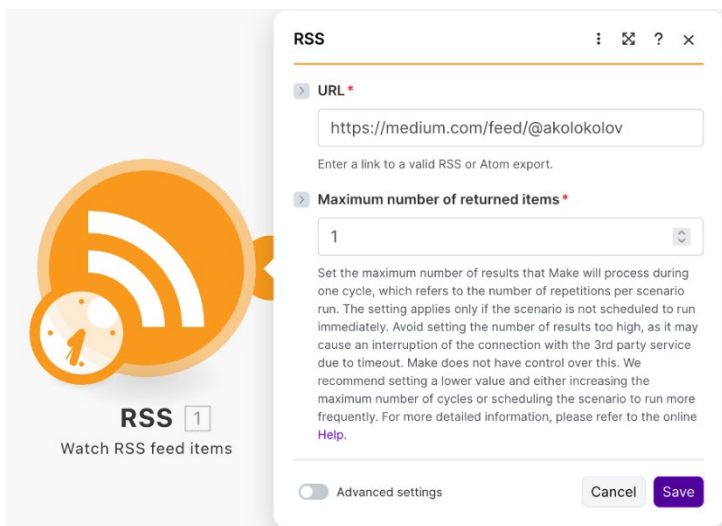 RSS
URL *
https://medium.com/feed/@akolokolov
Enter a link to a valid RSS or Atom export.
Maximum number of returned items *
1
Set the maximum number of results that Make will process during
one cycle, which refers to the number of repetitions per scenario
run. The setting applies only if the scenario is not scheduled to run
immediately. Avoid setting the number of results too high, as it may
cause an interruption of the connection with the 3rd party service
due to timeout. Make does not have control over this. We
recommend setting a lower value and either increasing the
maximum number of cycles or scheduling the scenario to run more
frequently. For more detailed information, please refer to the online
Help.
Advanced settings
Cancel
Save
1
RSS 1
Watch RSS feed items